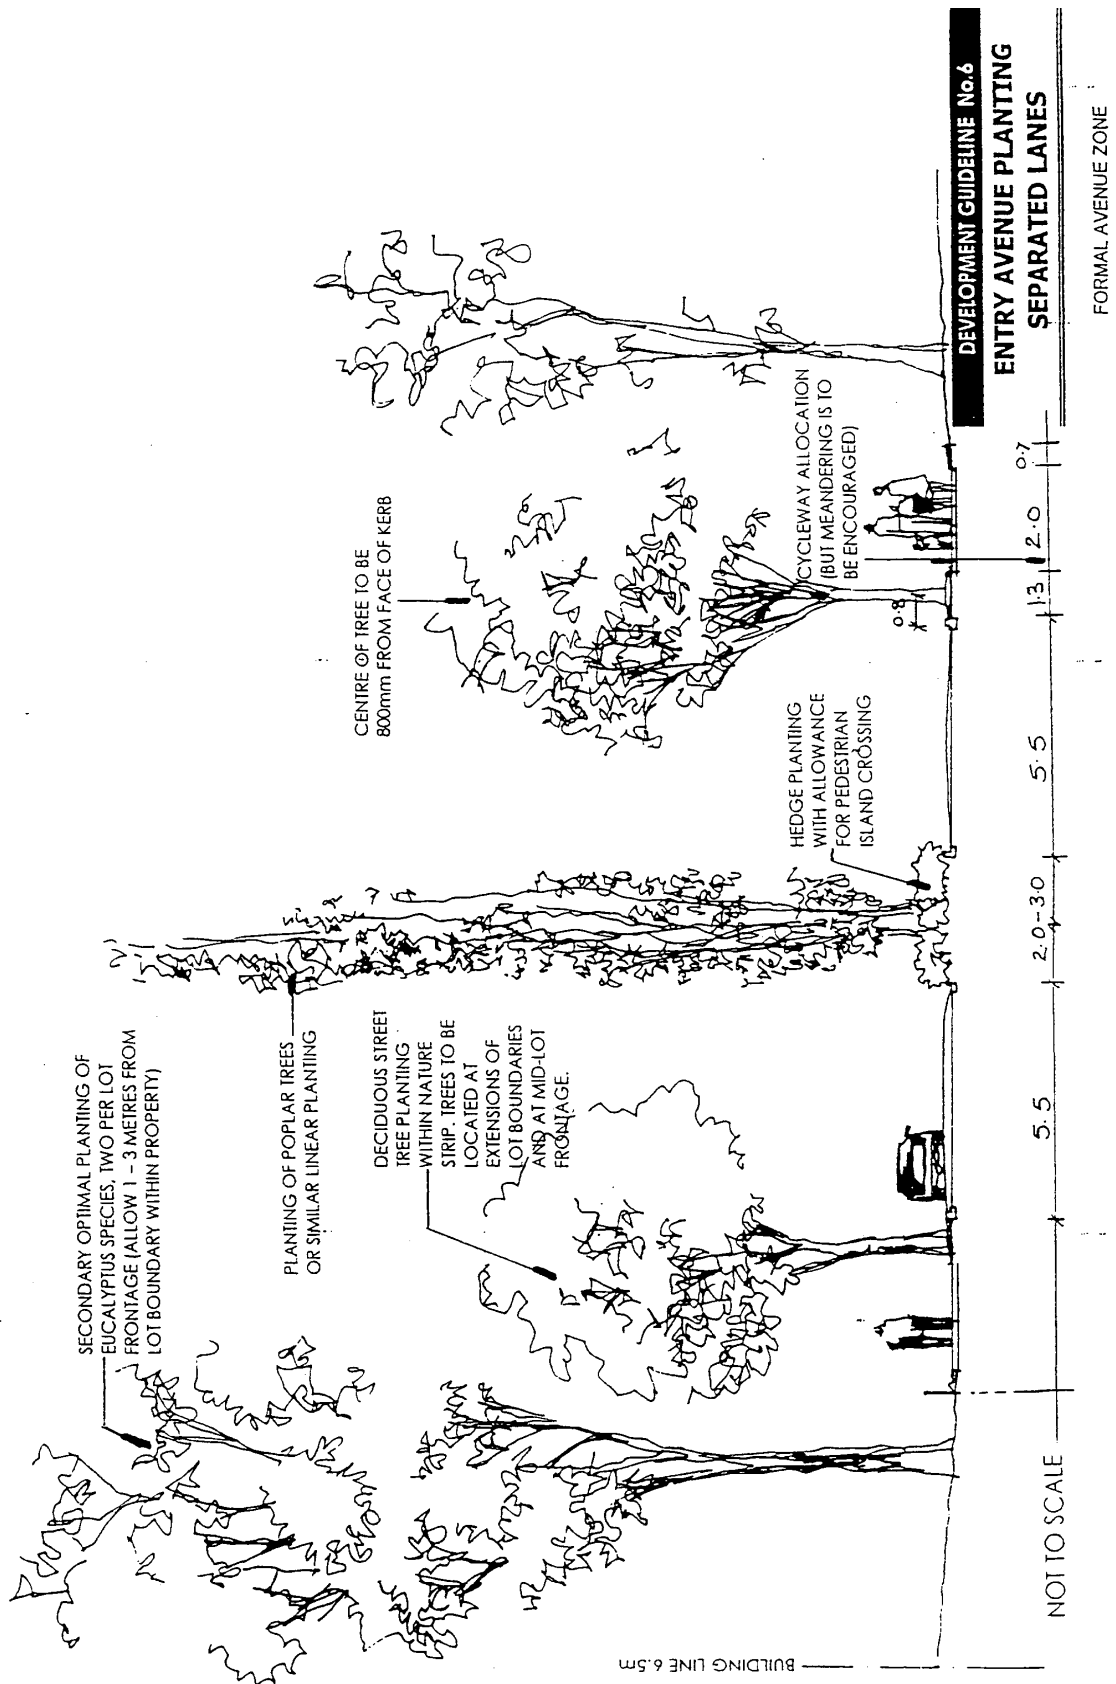 SECONDARY OPTIMAL PLANTING OF
EUCALYPTUS SPECIES, TWO PER LOT
FRONTAGE (ALLOW 1 – 3 METRES FROM
LOT BOUNDARY WITHIN PROPERTY)
PLANTING OF POPLAR TREES
OR SIMILAR LINEAR PLANTING
DECIDUOUS STREET
TREE PLANTING
WITHIN NATURE
STRIP. TREES TO BE
LOCATED AT
EXTENSIONS OF
LOT BOUNDARIES
AND AT MID-LOT
FRONTAGE.
CENTRE OF TREE TO BE
800mm FROM FACE OF KERB
HEDGE PLANTING
WITH ALLOWANCE
FOR PEDESTRIAN
ISLAND CROSSING
CYCLEWAY ALLOCATION
(BUT MEANDERING IS TO
BE ENCOURAGED)
BUILDING LINE 6.5m
0.8
NOT TO SCALE
5.5
2.0-3.0
5.5
1.3
2.0
0.7
DEVELOPMENT GUIDELINE No.6
ENTRY AVENUE PLANTING
SEPARATED LANES
FORMAL AVENUE ZONE